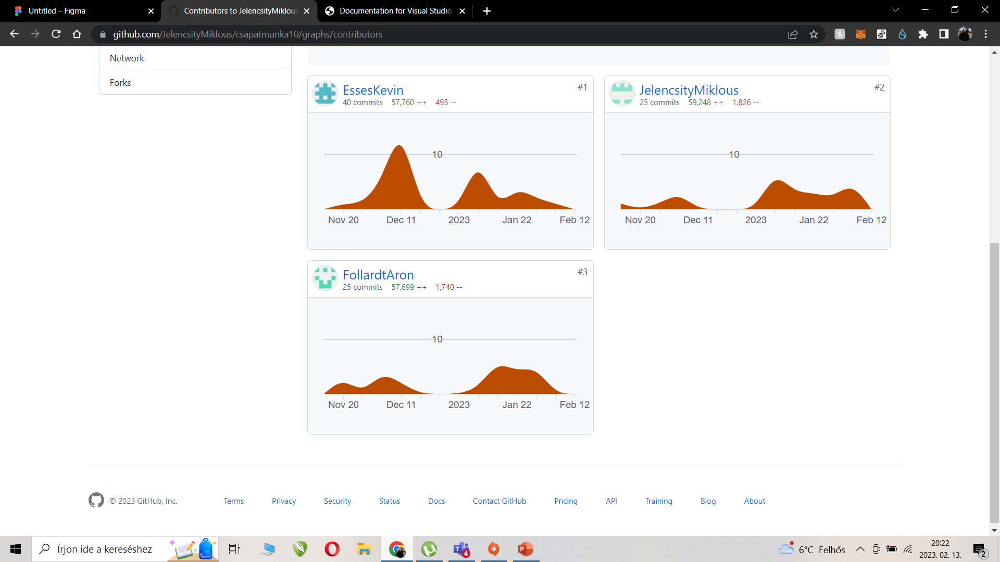 Untitled – Figma
Contributors to JelencsityMiklous
Documentation for Visual Studio
github.com/JelencsityMiklous/csapatmunka10/graphs/contributors
Network
Forks
EssesKevin
#1
40 commits 57,760 ++ 495 --
10
Nov 20 Dec 11 2023 Jan 22 Feb 12
JelencsityMiklous
#2
25 commits 59,248 ++ 1,826 --
10
Nov 20 Dec 11 2023 Jan 22 Feb 12
FollardtAron
#3
25 commits 57,699 ++ 1,740 --
10
Nov 20 Dec 11 2023 Jan 22 Feb 12
© 2023 GitHub, Inc. Terms Privacy Security Status Docs Contact GitHub Pricing API Training Blog About
Írjon ide a kereséshez
4
P
6°C Felhős
20:22
2023. 02. 13.
2